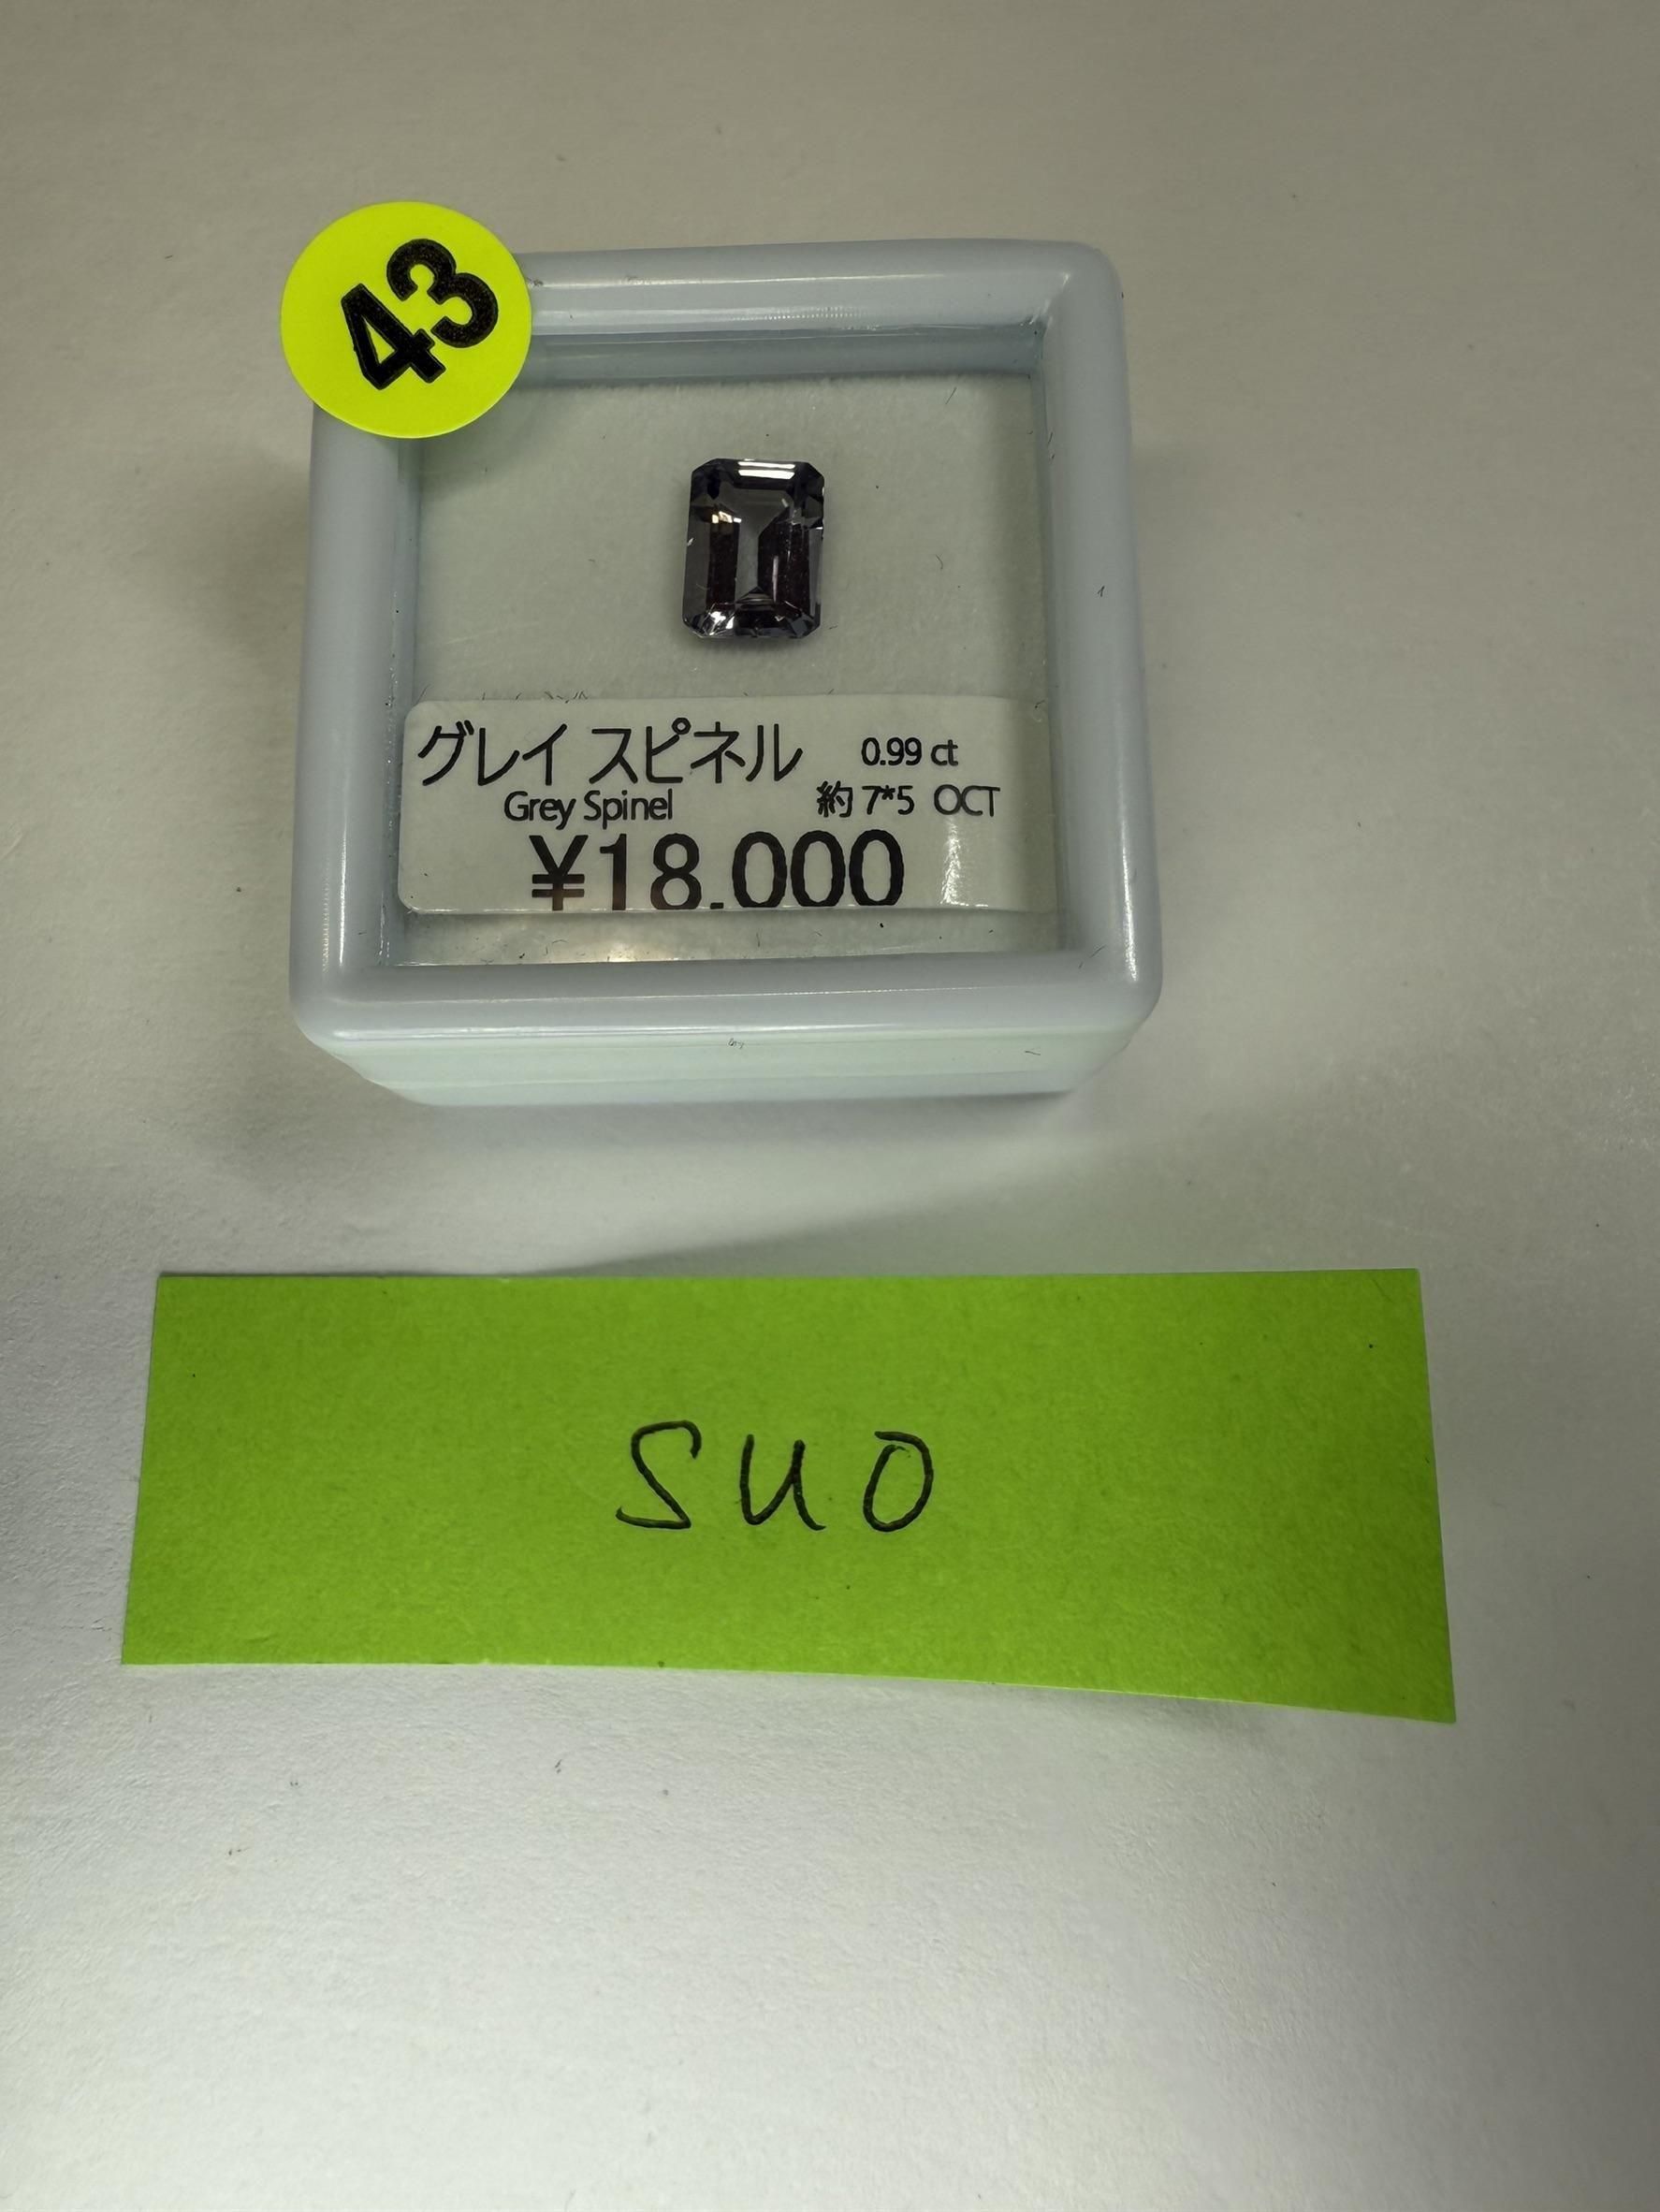 43
グレイ スピネル 0.99 ct
Grey Spinel 約 7*5 OCT
¥18,000
SUO